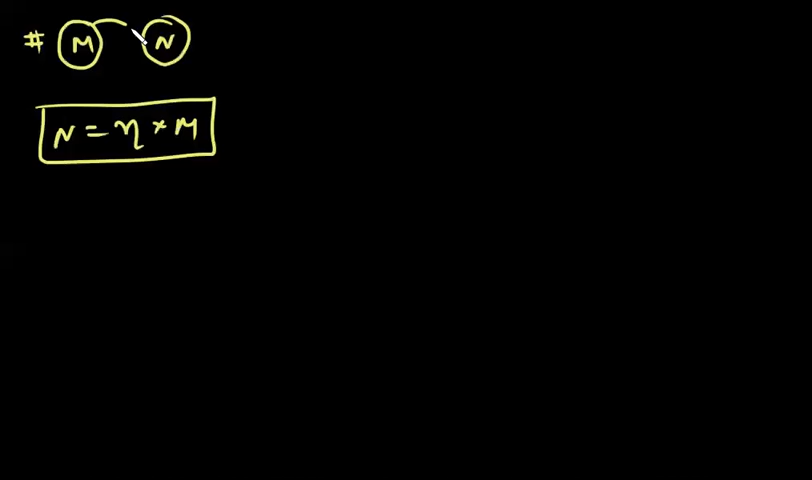 # M N
N = η × M